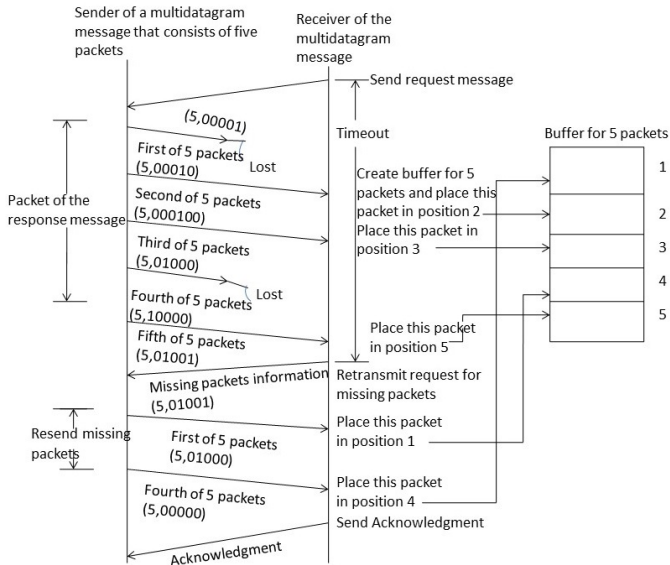 Sender of a multidatagram
message that consists of five
packets
Receiver of the
multidatagram
message
Send request message
(5,00001)
Timeout
Buffer for 5 packets
First of 5 packets
(5,00010)
Lost
Create buffer for 5
packets and place this
packet in position 2
1
2
3
4
5
Packet of the
response message
Second of 5 packets
(5,000100)
Place this packet in
position 3
Third of 5 packets
(5,01000)
Lost
Fourth of 5 packets
(5,10000)
Place this packet
in position 5
Fifth of 5 packets
(5,01001)
Missing packets information
(5,01001)
Retransmit request for
missing packets
Resend missing
packets
First of 5 packets
(5,01000)
Place this packet
in position 1
Fourth of 5 packets
(5,00000)
Place this packet
in position 4
Send Acknowledgment
Acknowledgment